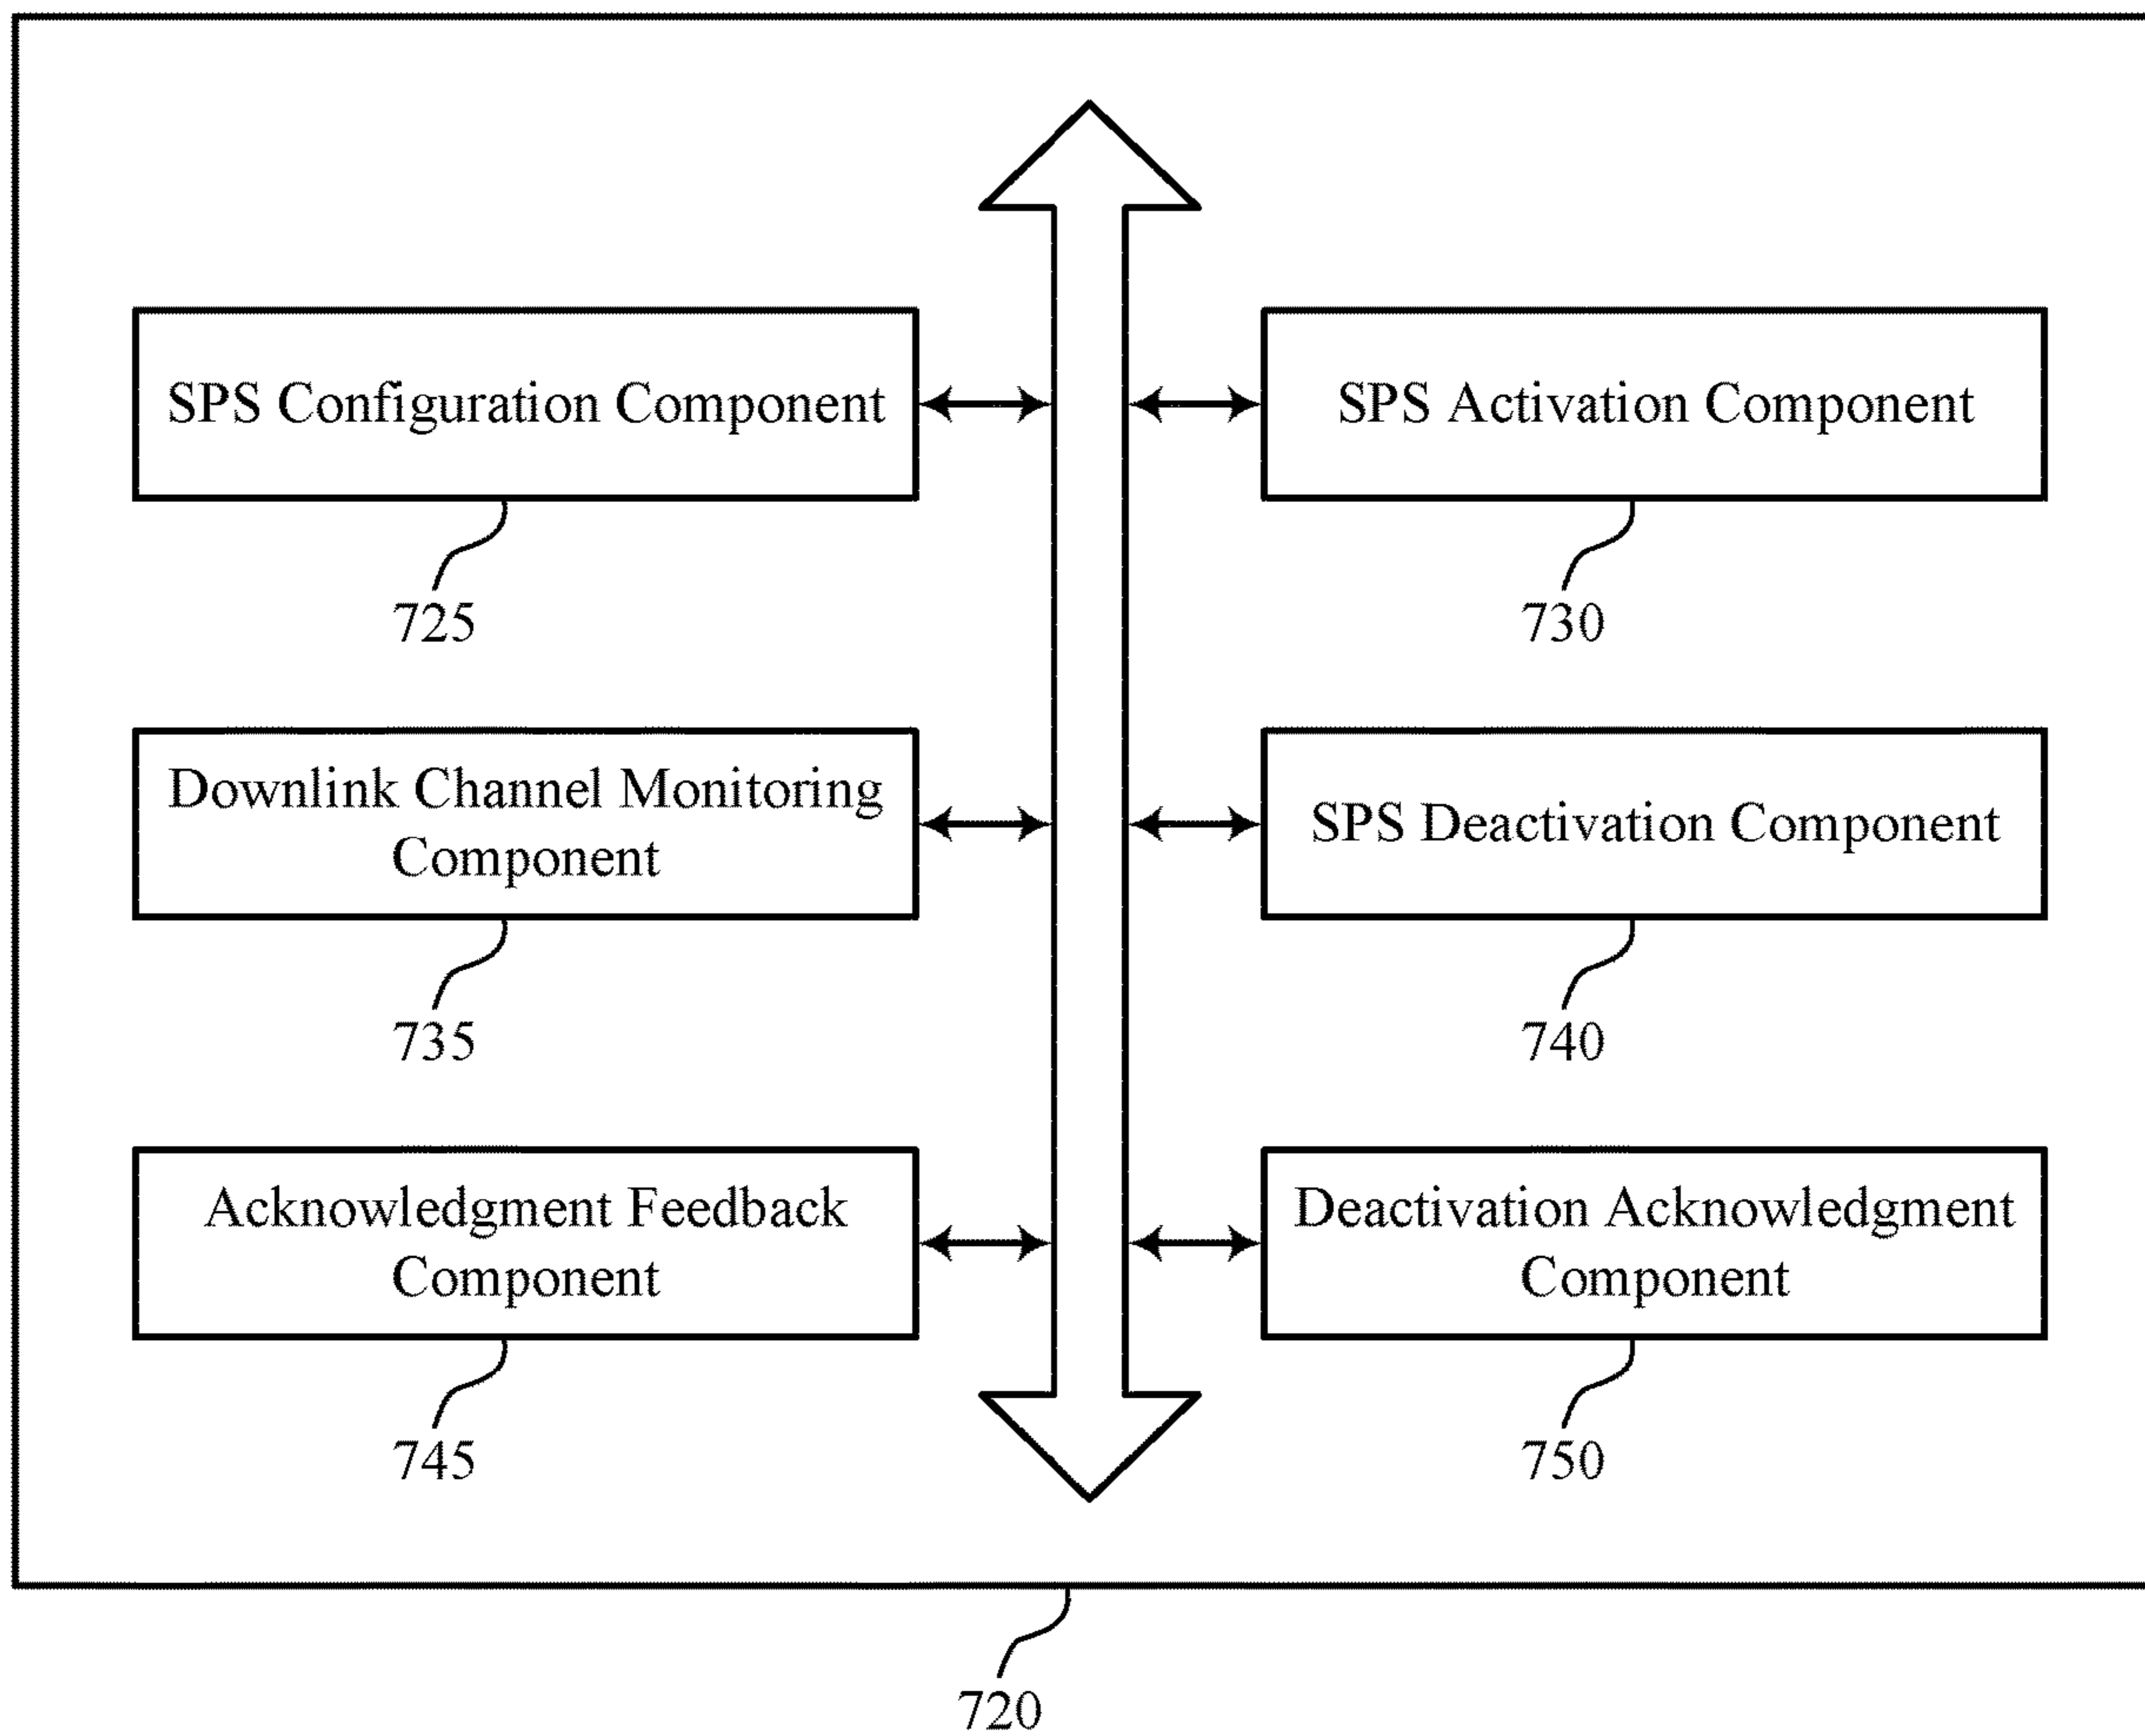 SPS Configuration Component
725
SPS Activation Component
730
Downlink Channel Monitoring
Component
735
SPS Deactivation Component
740
Acknowledgment Feedback
Component
745
Deactivation Acknowledgment
Component
750
720